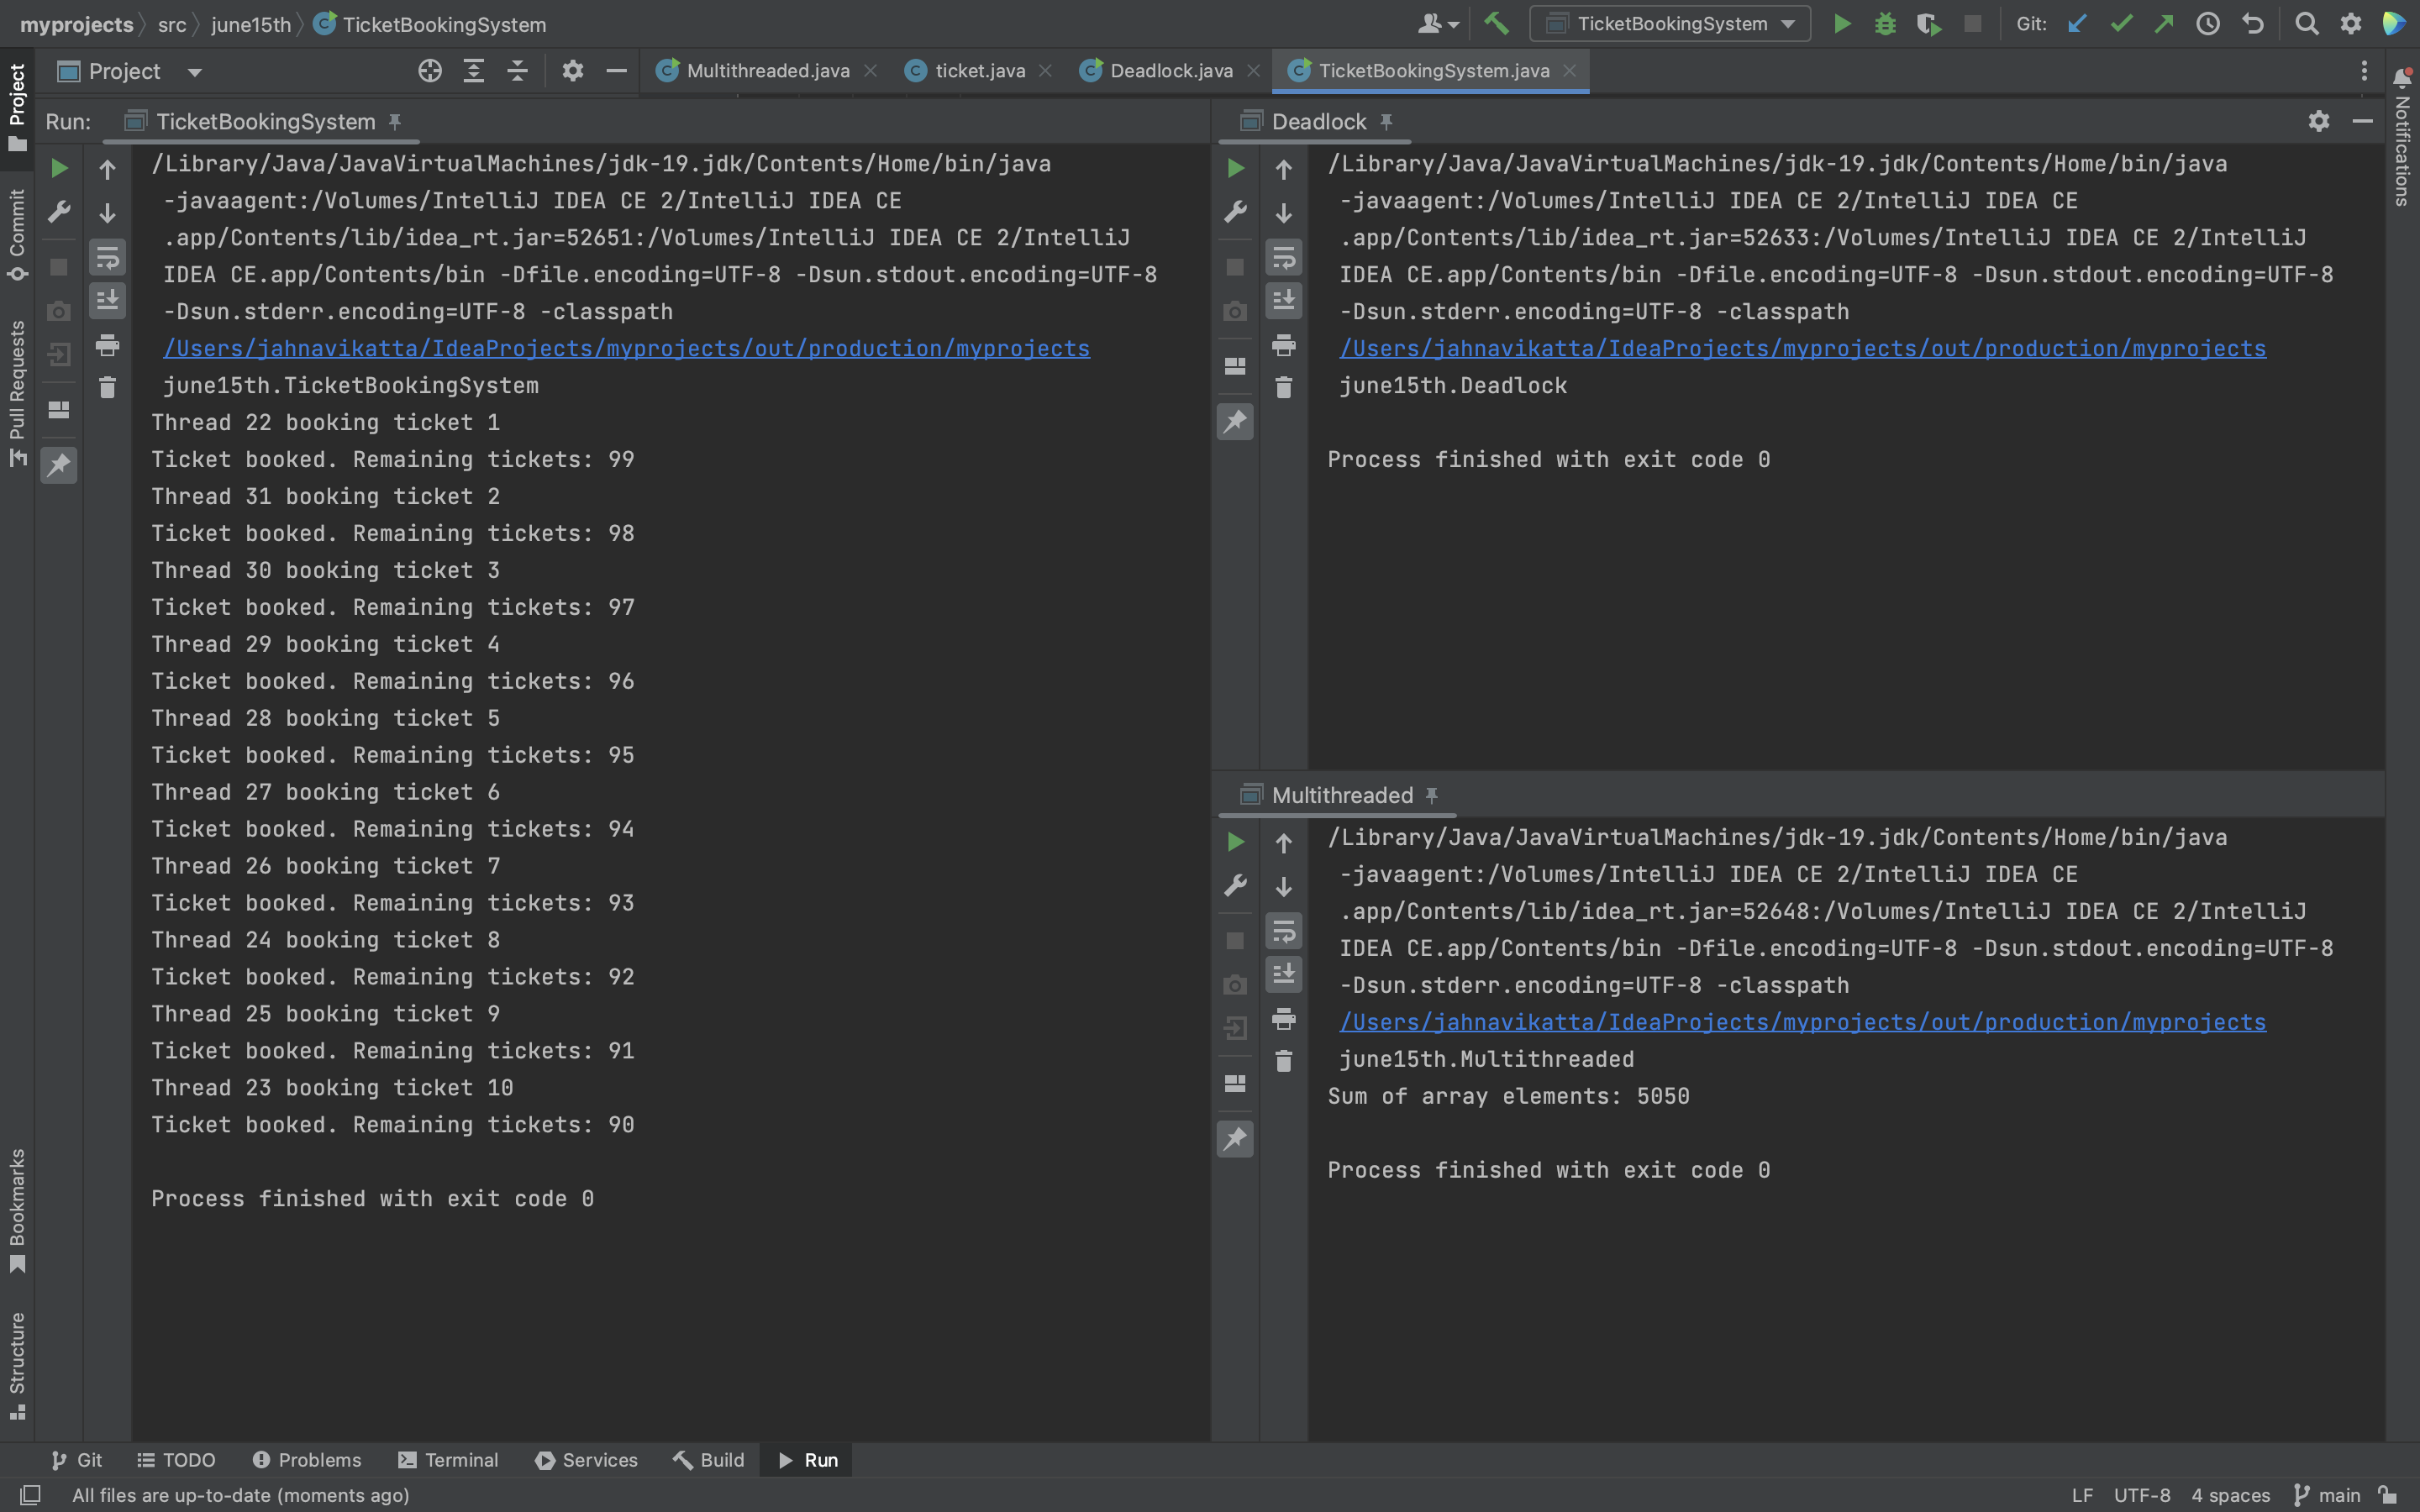 myprojects src june15th TicketBookingSystem
TicketBookingSystem
Git:
Project
Multithreaded.java
ticket.java
Deadlock.java
TicketBookingSystem.java
Project
Commit
Pull Requests
Bookmarks
Structure
Notifications
Run: TicketBookingSystem
/Library/Java/JavaVirtualMachines/jdk-19.jdk/Contents/Home/bin/java
-javaagent:/Volumes/IntelliJ IDEA CE 2/IntelliJ IDEA CE
.app/Contents/lib/idea_rt.jar=52651:/Volumes/IntelliJ IDEA CE 2/IntelliJ
IDEA CE.app/Contents/bin -Dfile.encoding=UTF-8 -Dsun.stdout.encoding=UTF-8
-Dsun.stderr.encoding=UTF-8 -classpath
/Users/jahnavikatta/IdeaProjects/myprojects/out/production/myprojects
june15th.TicketBookingSystem
Thread 22 booking ticket 1
Ticket booked. Remaining tickets: 99
Thread 31 booking ticket 2
Ticket booked. Remaining tickets: 98
Thread 30 booking ticket 3
Ticket booked. Remaining tickets: 97
Thread 29 booking ticket 4
Ticket booked. Remaining tickets: 96
Thread 28 booking ticket 5
Ticket booked. Remaining tickets: 95
Thread 27 booking ticket 6
Ticket booked. Remaining tickets: 94
Thread 26 booking ticket 7
Ticket booked. Remaining tickets: 93
Thread 24 booking ticket 8
Ticket booked. Remaining tickets: 92
Thread 25 booking ticket 9
Ticket booked. Remaining tickets: 91
Thread 23 booking ticket 10
Ticket booked. Remaining tickets: 90
Process finished with exit code 0
Deadlock
/Library/Java/JavaVirtualMachines/jdk-19.jdk/Contents/Home/bin/java
-javaagent:/Volumes/IntelliJ IDEA CE 2/IntelliJ IDEA CE
.app/Contents/lib/idea_rt.jar=52633:/Volumes/IntelliJ IDEA CE 2/IntelliJ
IDEA CE.app/Contents/bin -Dfile.encoding=UTF-8 -Dsun.stdout.encoding=UTF-8
-Dsun.stderr.encoding=UTF-8 -classpath
/Users/jahnavikatta/IdeaProjects/myprojects/out/production/myprojects
june15th.Deadlock
Process finished with exit code 0
Multithreaded
/Library/Java/JavaVirtualMachines/jdk-19.jdk/Contents/Home/bin/java
-javaagent:/Volumes/IntelliJ IDEA CE 2/IntelliJ IDEA CE
.app/Contents/lib/idea_rt.jar=52648:/Volumes/IntelliJ IDEA CE 2/IntelliJ
IDEA CE.app/Contents/bin -Dfile.encoding=UTF-8 -Dsun.stdout.encoding=UTF-8
-Dsun.stderr.encoding=UTF-8 -classpath
/Users/jahnavikatta/IdeaProjects/myprojects/out/production/myprojects
june15th.Multithreaded
Sum of array elements: 5050
Process finished with exit code 0
Git TODO Problems Terminal Services Build Run
All files are up-to-date (moments ago)
LF UTF-8 4 spaces main